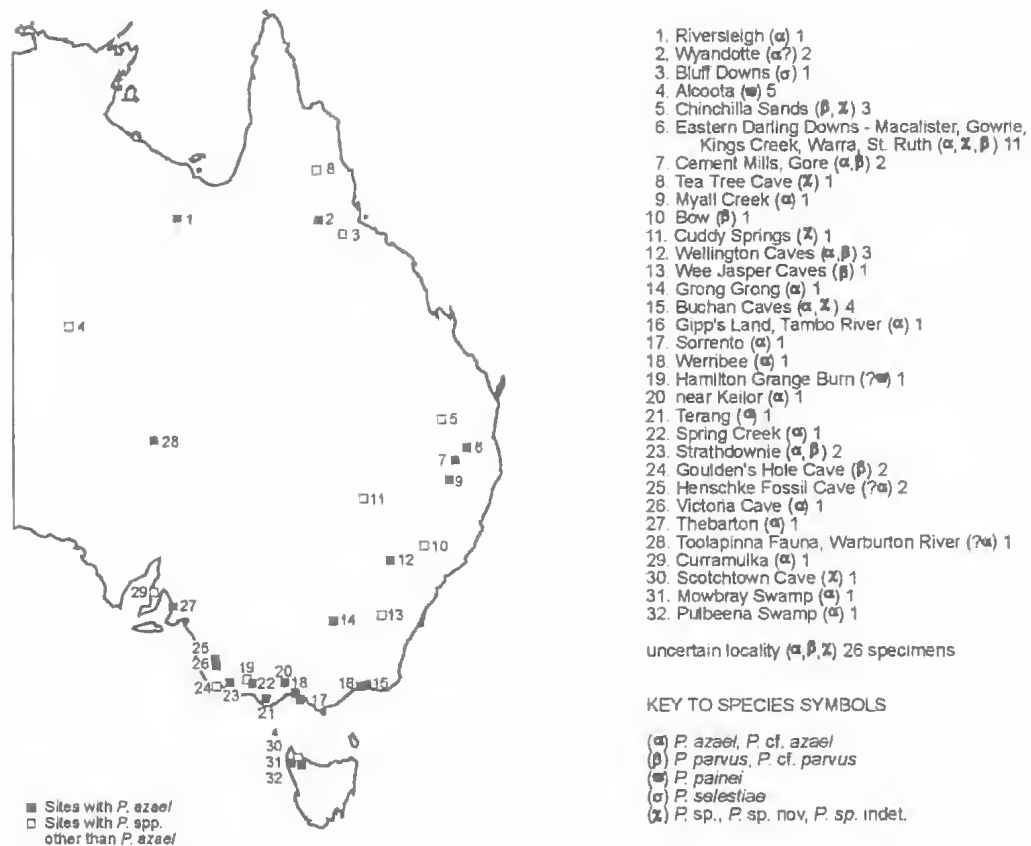 1. Riversleigh (α) 1
2. Wyandotte (α?) 2
3. Bluff Downs (σ) 1
4. Alcoota (■) 5
5. Chinchilla Sands (β, χ) 3
6. Eastern Darling Downs - Macalister, Gowrie,
Kings Creek, Warra, St. Ruth (α, χ, β) 11
7. Cement Mills, Gore (α,β) 2
8. Tea Tree Cave (χ) 1
9. Myall Creek (α) 1
10 Bow (β) 1
11. Cuddy Springs (χ) 1
12. Wellington Caves (α,β) 3
13. Wee Jasper Caves (β) 1
14. Grong Grong (α) 1
15. Buchan Caves (α, χ) 4
16. Gipp's Land, Tambo River (α) 1
17. Sorrento (α) 1
18. Werribee (α) 1
19. Hamilton Grange Burn (?■) 1
20 near Keilor (α) 1
21. Terang (α) 1
22. Spring Creek (α) 1
23. Strathdownie (α, β) 2
24. Goulden's Hole Cave (β) 2
25. Henschke Fossil Cave (?α) 2
26. Victoria Cave (α) 1
27. Thebarton (α) 1
28. Toolapinna Fauna, Warburton River (?α) 1
29. Curramulka (α) 1
30. Scotchtown Cave (χ) 1
31. Mowbray Swamp (α) 1
32. Pulbeena Swamp (α) 1
uncertain locality (α,β,χ) 26 specimens
KEY TO SPECIES SYMBOLS
(α) P. azael, P. cf. azael
(β) P parvus, P. cf. parvus
(■) P. painei
(σ) P. selestiae
(χ) P. sp., P. sp. nov, P. sp. indet.
8
1
2
3
4
5
28
6
7
9
11
10
12
29
27
13
14
25
26
19
20
18
16
15
24
23
22
17
21
4
30
31
32
■ Sites with P. azael
□ Sites with P. spp.
other than P. azael